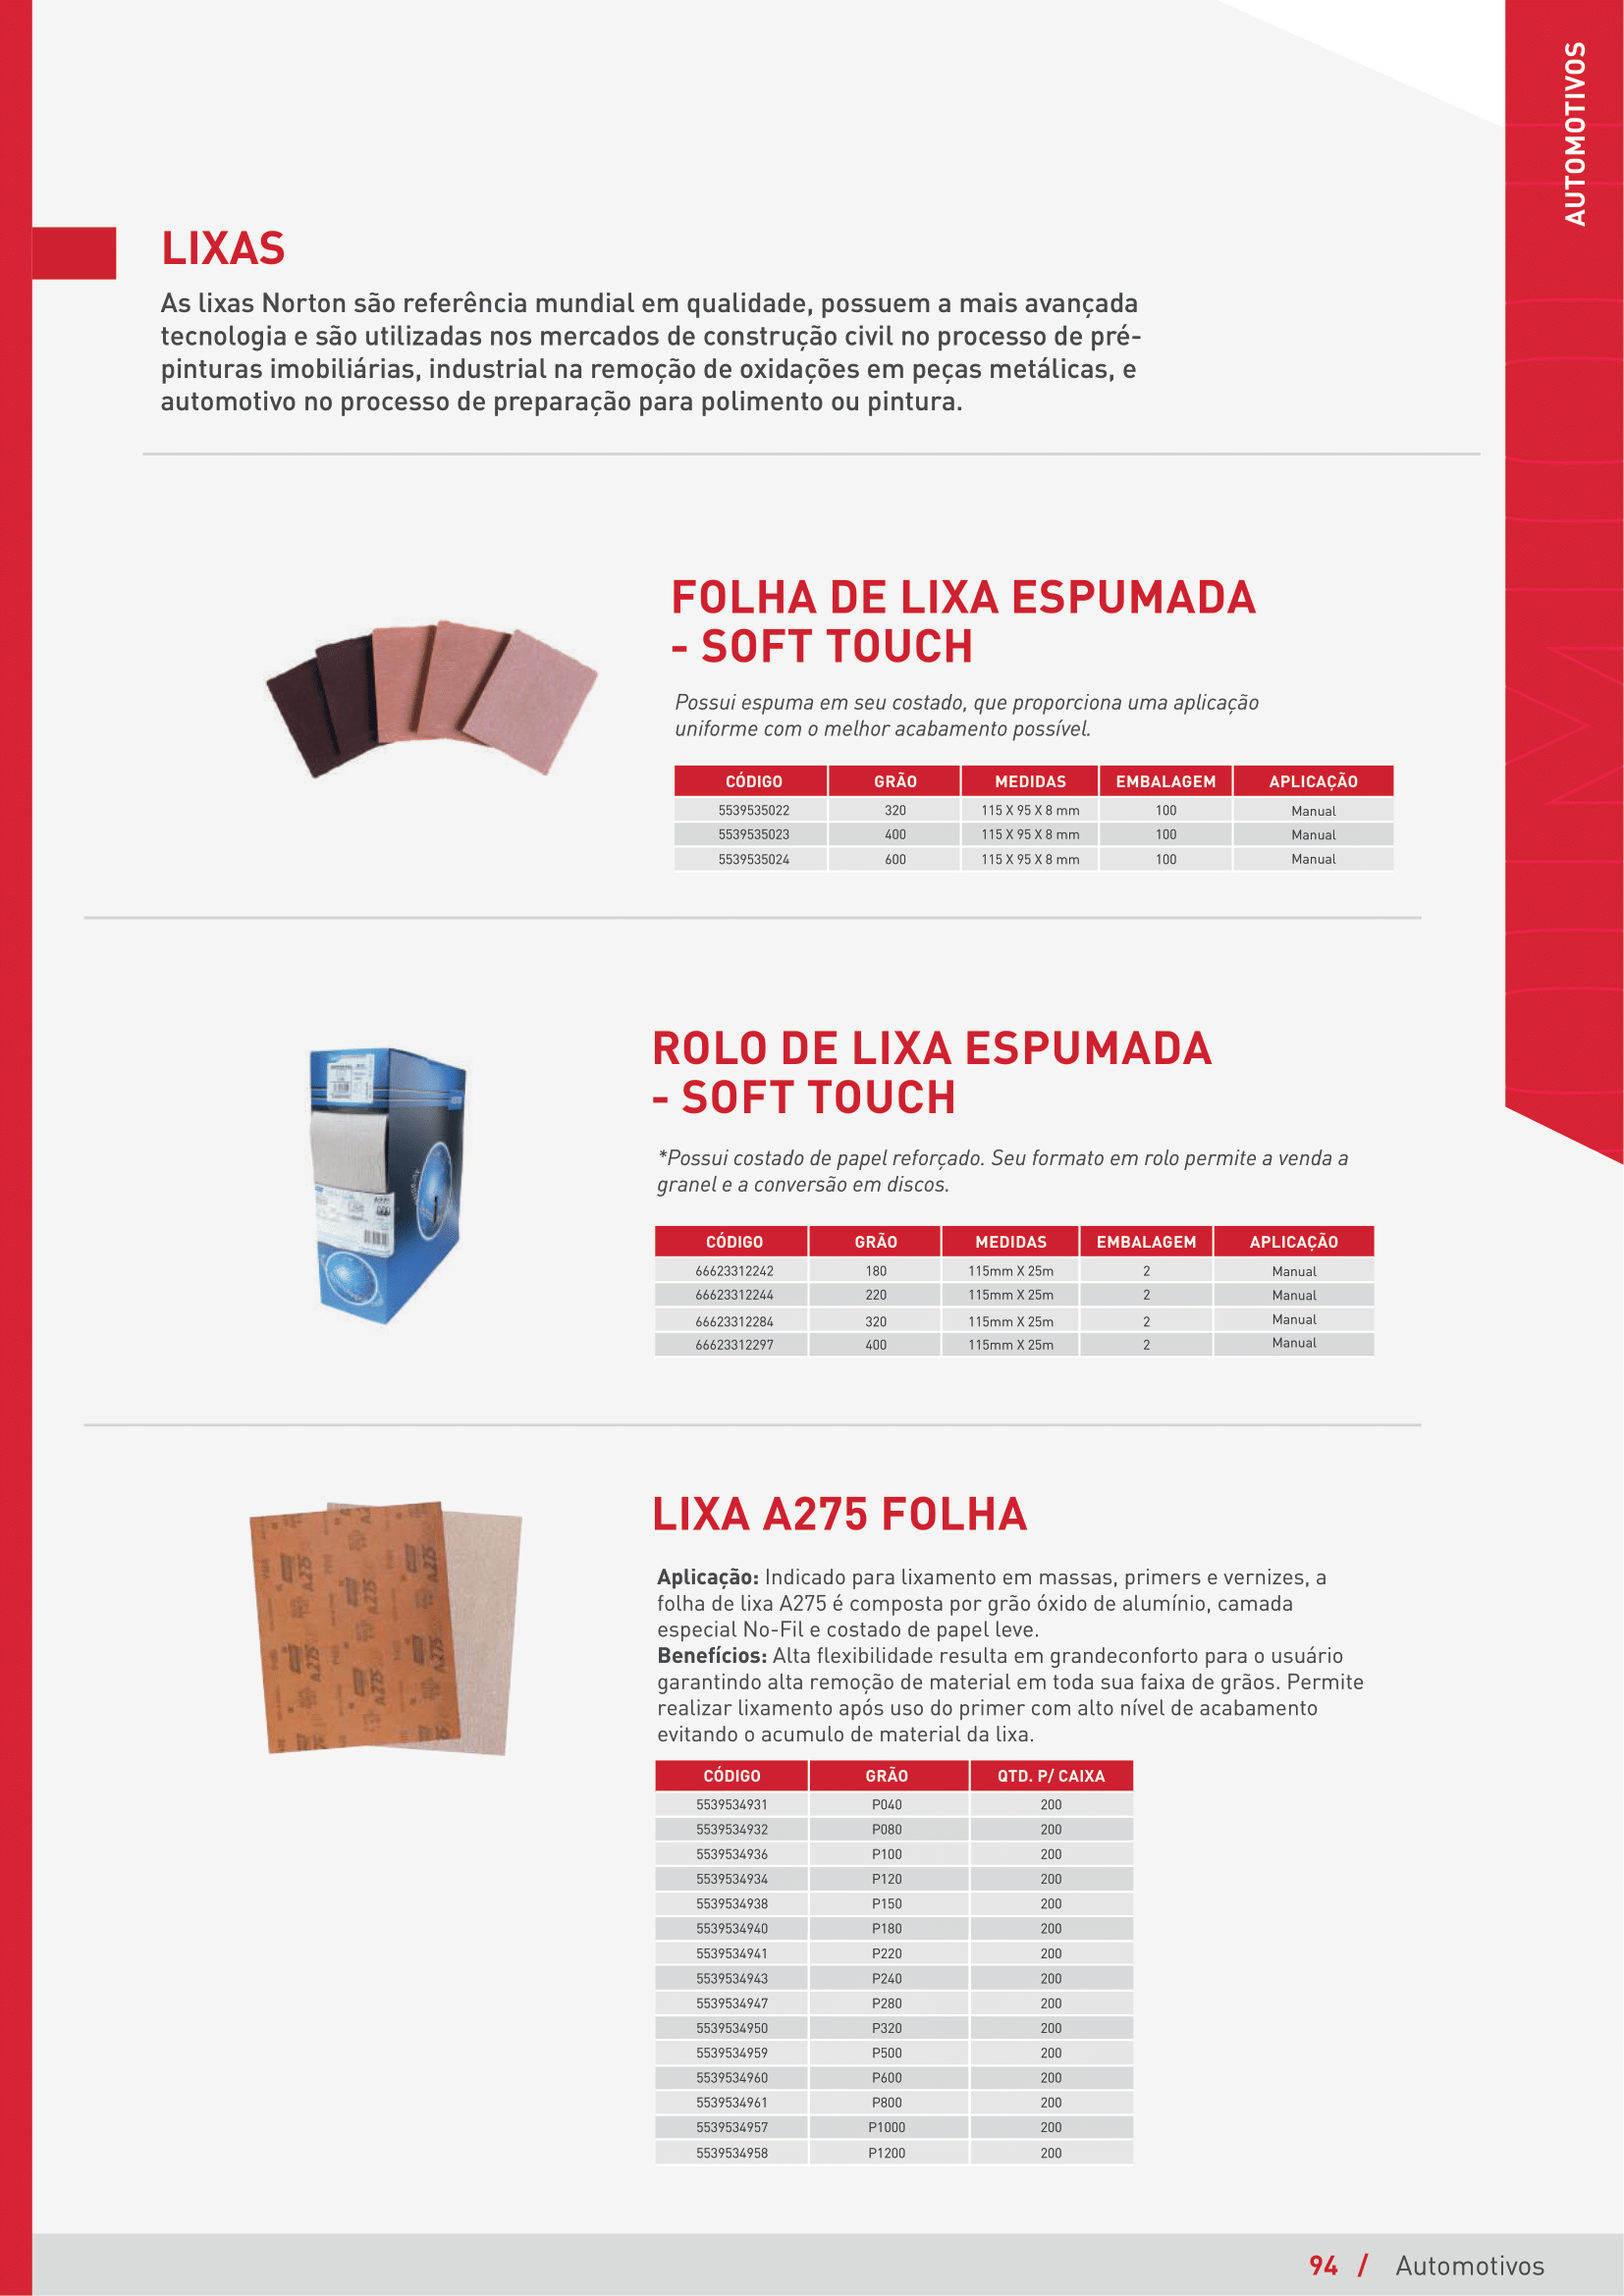 AUTOMOTIVOS
LIXAS
As lixas Norton são referência mundial em qualidade, possuem a mais avançada
tecnologia e são utilizadas nos mercados de construção civil no processo de pré-
pinturas imobiliárias, industrial na remoção de oxidações em peças metálicas, e
automotivo no processo de preparação para polimento ou pintura.
FOLHA DE LIXA ESPUMADA
- SOFT TOUCH
Possui espuma em seu costado, que proporciona uma aplicação
uniforme com o melhor acabamento possível.
CÓDIGO GRÃO MEDIDAS EMBALAGEM APLICAÇÃO
5539535022 320 115 X 95 X 8 mm 100 Manual
5539535023 400 115 X 95 X 8 mm 100 Manual
5539535024 600 115 X 95 X 8 mm 100 Manual
ROLO DE LIXA ESPUMADA
- SOFT TOUCH
*Possui costado de papel reforçado. Seu formato em rolo permite a venda a
granel e a conversão em discos.
CÓDIGO GRÃO MEDIDAS EMBALAGEM APLICAÇÃO
66623312242 180 115mm X 25m 2 Manual
66623312244 220 115mm X 25m 2 Manual
66623312284 320 115mm X 25m 2 Manual
66623312297 400 115mm X 25m 2 Manual
A275
A275
A275
A275
A275
LIXA A275 FOLHA
Aplicação: Indicado para lixamento em massas, primers e vernizes, a
folha de lixa A275 é composta por grão óxido de alumínio, camada
especial No-Fil e costado de papel leve.
Benefícios: Alta flexibilidade resulta em grandeconforto para o usuário
garantindo alta remoção de material em toda sua faixa de grãos. Permite
realizar lixamento após uso do primer com alto nível de acabamento
evitando o acumulo de material da lixa.
CÓDIGO GRÃO QTD. P/ CAIXA
5539534931 P040 200
5539534932 P080 200
5539534936 P100 200
5539534934 P120 200
5539534938 P150 200
5539534940 P180 200
5539534941 P220 200
5539534943 P240 200
5539534947 P280 200
5539534950 P320 200
5539534959 P500 200
5539534960 P600 200
5539534961 P800 200
5539534957 P1000 200
5539534958 P1200 200
94 / Automotivos